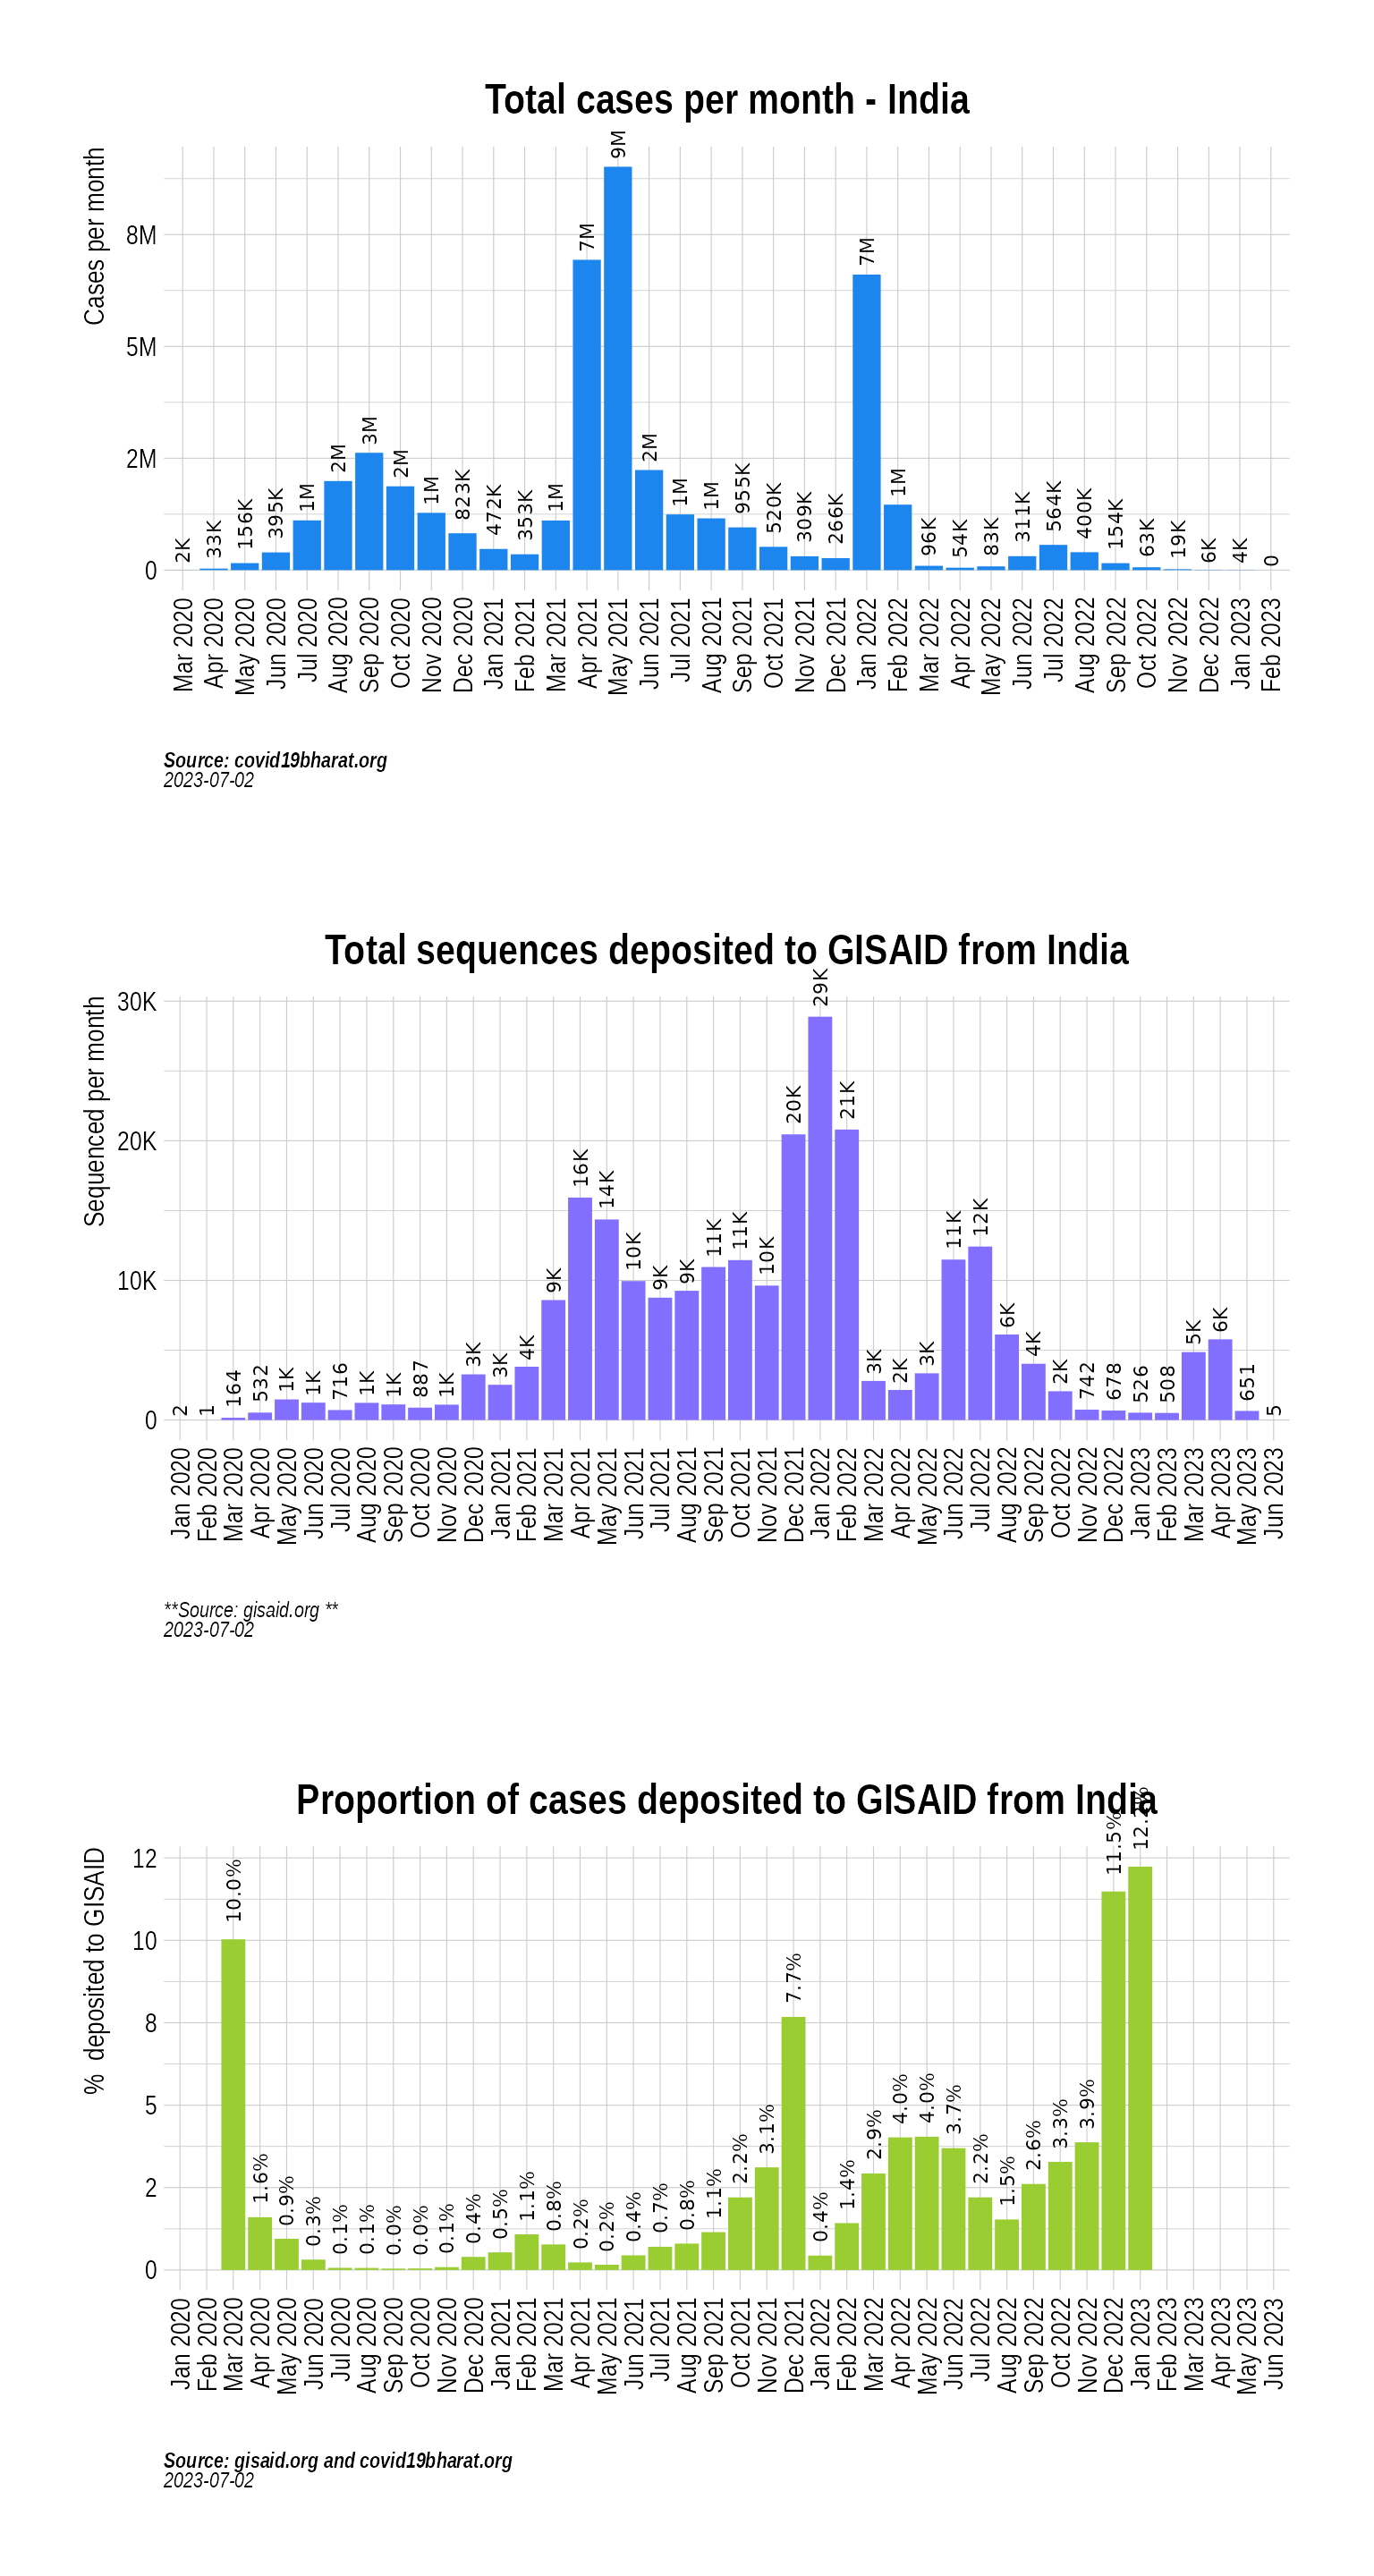 Total cases per month - India
Cases per month
8M
5M
2M
0
2K
33K
156K
395K
1M
2M
3M
2M
1M
823K
472K
353K
1M
7M
9M
2M
1M
1M
955K
520K
309K
266K
7M
1M
96K
54K
83K
311K
564K
400K
154K
63K
19K
6K
4K
0
Mar 2020
Apr 2020
May 2020
Jun 2020
Jul 2020
Aug 2020
Sep 2020
Oct 2020
Nov 2020
Dec 2020
Jan 2021
Feb 2021
Mar 2021
Apr 2021
May 2021
Jun 2021
Jul 2021
Aug 2021
Sep 2021
Oct 2021
Nov 2021
Dec 2021
Jan 2022
Feb 2022
Mar 2022
Apr 2022
May 2022
Jun 2022
Jul 2022
Aug 2022
Sep 2022
Oct 2022
Nov 2022
Dec 2022
Jan 2023
Feb 2023
Source: covid19bharat.org
2023-07-02
Total sequences deposited to GISAID from India
Sequenced per month
30K
20K
10K
0
2
1
164
532
1K
1K
716
1K
1K
887
1K
3K
3K
4K
9K
16K
14K
10K
9K
9K
11K
11K
10K
20K
29K
21K
3K
2K
3K
11K
12K
6K
4K
2K
742
678
526
508
5K
6K
651
5
Jan 2020
Feb 2020
Mar 2020
Apr 2020
May 2020
Jun 2020
Jul 2020
Aug 2020
Sep 2020
Oct 2020
Nov 2020
Dec 2020
Jan 2021
Feb 2021
Mar 2021
Apr 2021
May 2021
Jun 2021
Jul 2021
Aug 2021
Sep 2021
Oct 2021
Nov 2021
Dec 2021
Jan 2022
Feb 2022
Mar 2022
Apr 2022
May 2022
Jun 2022
Jul 2022
Aug 2022
Sep 2022
Oct 2022
Nov 2022
Dec 2022
Jan 2023
Feb 2023
Mar 2023
Apr 2023
May 2023
Jun 2023
**Source: gisaid.org **
2023-07-02
Proportion of cases deposited to GISAID from India
% deposited to GISAID
12
10
8
5
2
0
10.0%
1.6%
0.9%
0.3%
0.1%
0.1%
0.0%
0.0%
0.1%
0.4%
0.5%
1.1%
0.8%
0.2%
0.2%
0.4%
0.7%
0.8%
1.1%
2.2%
3.1%
7.7%
0.4%
1.4%
2.9%
4.0%
4.0%
3.7%
2.2%
1.5%
2.6%
3.3%
3.9%
11.5%
12.2%
Jan 2020
Feb 2020
Mar 2020
Apr 2020
May 2020
Jun 2020
Jul 2020
Aug 2020
Sep 2020
Oct 2020
Nov 2020
Dec 2020
Jan 2021
Feb 2021
Mar 2021
Apr 2021
May 2021
Jun 2021
Jul 2021
Aug 2021
Sep 2021
Oct 2021
Nov 2021
Dec 2021
Jan 2022
Feb 2022
Mar 2022
Apr 2022
May 2022
Jun 2022
Jul 2022
Aug 2022
Sep 2022
Oct 2022
Nov 2022
Dec 2022
Jan 2023
Feb 2023
Mar 2023
Apr 2023
May 2023
Jun 2023
Source: gisaid.org and covid19bharat.org
2023-07-02